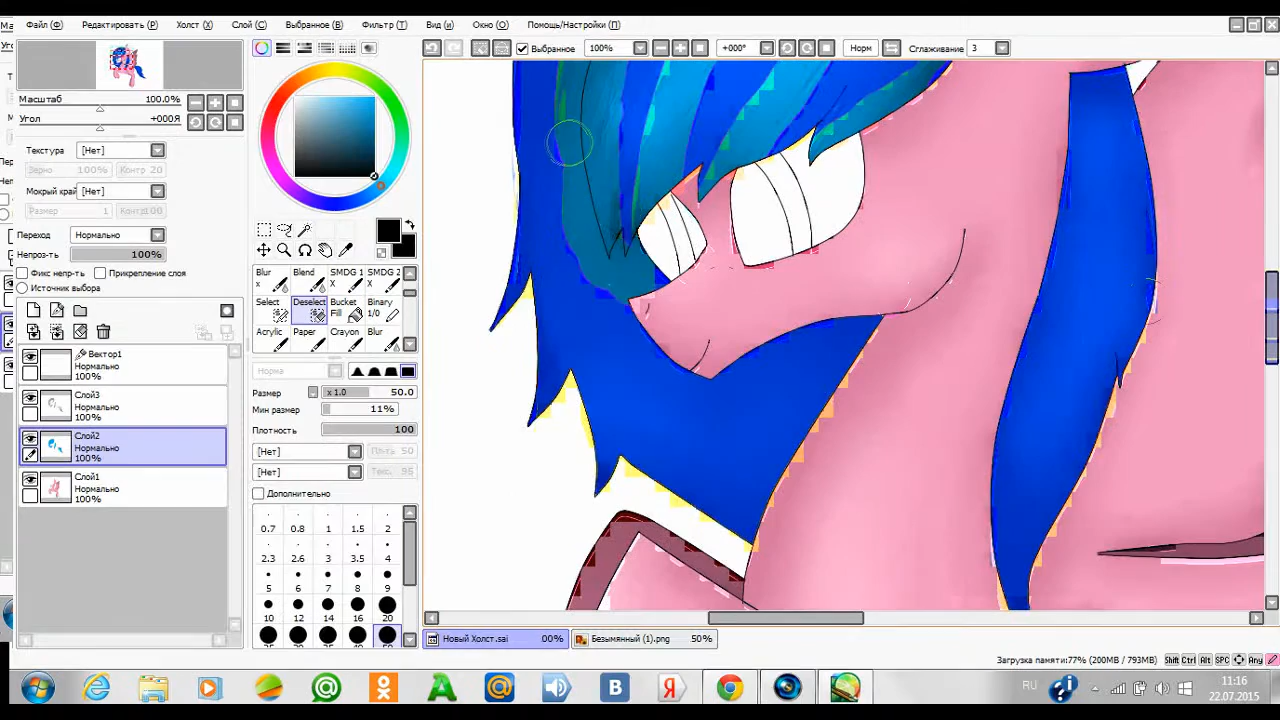 Файл (Ф) Редактировать (Р) Холст (Х) Слой (С) Выбранное (В) Фильтр (Т) Вид (и) Окно (О) Помощь/Настройки (П)
Выбранное 100% +000° Норм Сглаживание 3
Масштаб 100.0%
Угол +000Я
Текстура [Нет]
Зерно 100% Контр 20
Мокрый край [Нет]
Размер 1 Контр 100
Переход Нормально
Непроз-ть 100%
Фикс непр-ть Прикрепление слоя
Источник выбора
Вектор1
Нормально
100%
Слой3
Нормально
100%
Слой2
Нормально
100%
Слой1
Нормально
100%
Blur X Blend SMDG 1 X SMDG 2 X
Select Deselect Bucket Fill Binary 1/0
Acrylic Paper Crayon Blur
Норма
Размер x 1.0 50.0
Мин размер 11%
Плотность 100
[Нет] 50
[Нет] 95
Дополнительно
0.7 0.8 1 1.5 2
2.3 2.6 3 3.5 4
5 6 7 8 9
10 12 14 16 20
Новый Холст.sai 00% Безымянный (1).png 50%
Загрузка памяти:77% (200MB / 793MB) Shift Ctrl Alt SPC Any
RU 11:16
22.07.2015